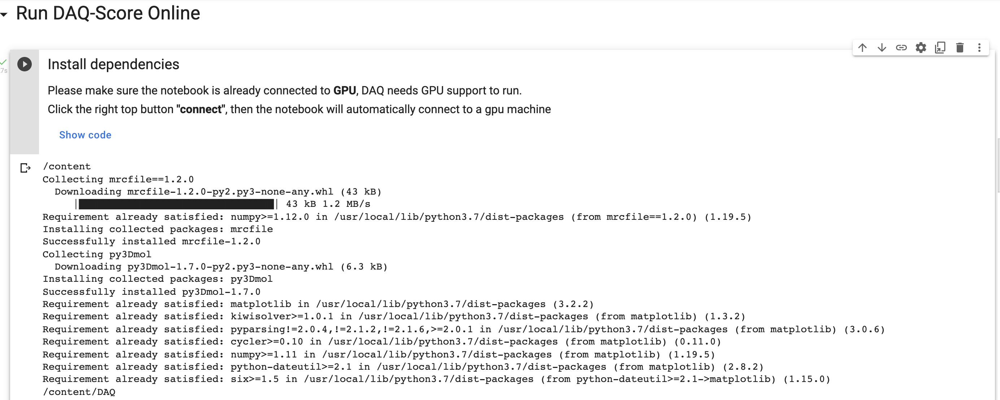 Run DAQ-Score Online
7s
Install dependencies
Please make sure the notebook is already connected to GPU, DAQ needs GPU support to run.
Click the right top button "connect", then the notebook will automatically connect to a gpu machine
Show code
/content
Collecting mrcfile==1.2.0
  Downloading mrcfile-1.2.0-py2.py3-none-any.whl (43 kB)
     |████████████████████████████████| 43 kB 1.2 MB/s
Requirement already satisfied: numpy>=1.12.0 in /usr/local/lib/python3.7/dist-packages (from mrcfile==1.2.0) (1.19.5)
Installing collected packages: mrcfile
Successfully installed mrcfile-1.2.0
Collecting py3Dmol
  Downloading py3Dmol-1.7.0-py2.py3-none-any.whl (6.3 kB)
Installing collected packages: py3Dmol
Successfully installed py3Dmol-1.7.0
Requirement already satisfied: matplotlib in /usr/local/lib/python3.7/dist-packages (3.2.2)
Requirement already satisfied: kiwisolver>=1.0.1 in /usr/local/lib/python3.7/dist-packages (from matplotlib) (1.3.2)
Requirement already satisfied: pyparsing!=2.0.4,!=2.1.2,!=2.1.6,>=2.0.1 in /usr/local/lib/python3.7/dist-packages (from matplotlib) (3.0.6)
Requirement already satisfied: cycler>=0.10 in /usr/local/lib/python3.7/dist-packages (from matplotlib) (0.11.0)
Requirement already satisfied: numpy>=1.11 in /usr/local/lib/python3.7/dist-packages (from matplotlib) (1.19.5)
Requirement already satisfied: python-dateutil>=2.1 in /usr/local/lib/python3.7/dist-packages (from matplotlib) (2.8.2)
Requirement already satisfied: six>=1.5 in /usr/local/lib/python3.7/dist-packages (from python-dateutil>=2.1->matplotlib) (1.15.0)
/content/DAQ